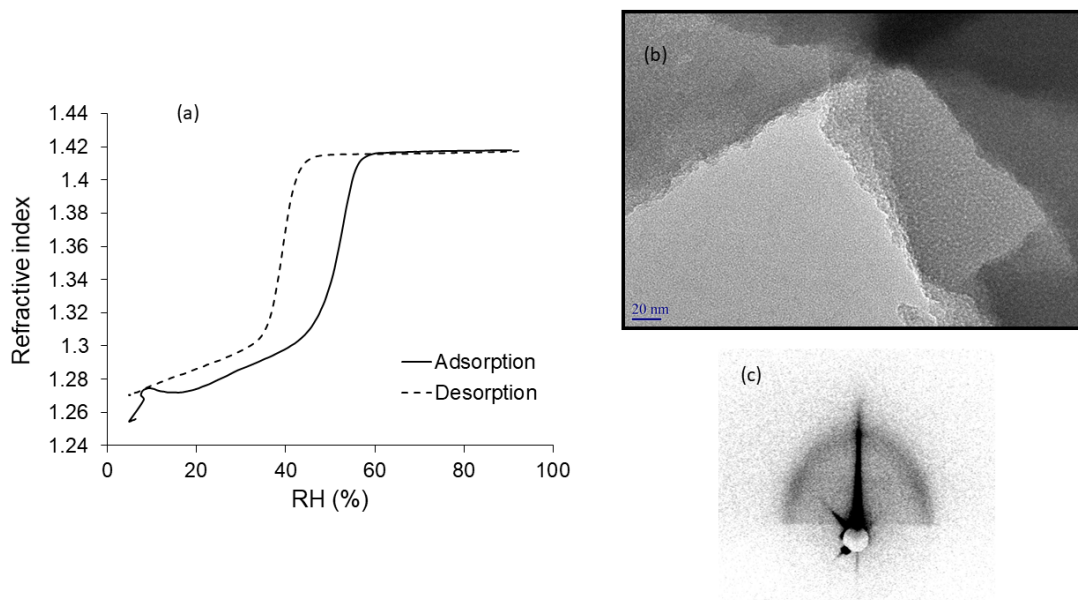 (a)
1.44
1.42
1.4
1.38
1.36
1.34
1.32
1.3
1.28
1.26
1.24
Refractive index
0 20 40 60 80 100
RH (%)
Adsorption
Desorption
(b)
20 nm
(c)